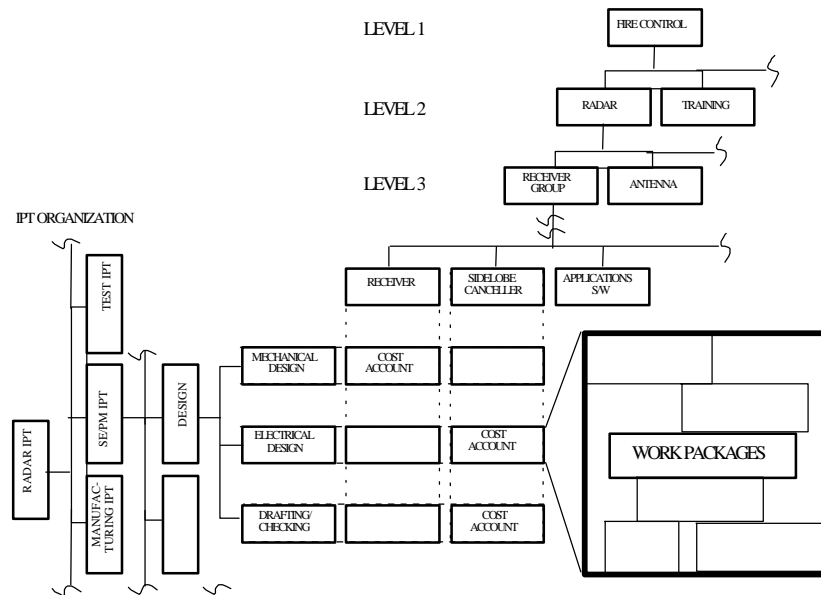 LEVEL 1
FIRE CONTROL
LEVEL 2
RADAR
TRAINING
LEVEL 3
RECEIVER
GROUP
ANTENNA
IPT ORGANIZATION
RECEIVER
SIDELOBE
CANCELLER
APPLICATIONS
S/W
TEST IPT
MECHANICAL
DESIGN
COST
ACCOUNT
RADAR IPT
SE/PM IPT
DESIGN
ELECTRICAL
DESIGN
COST
ACCOUNT
WORK PACKAGES
MANUFAC-
TURING IPT
DRAFTING/
CHECKING
COST
ACCOUNT